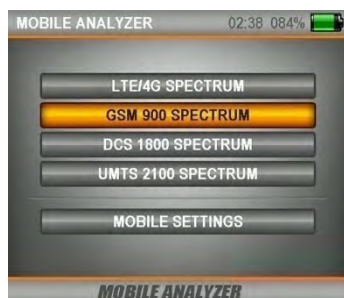 MOBILE ANALYZER 02:38 084%
LTE/4G SPECTRUM
GSM 900 SPECTRUM
DCS 1800 SPECTRUM
UMTS 2100 SPECTRUM
MOBILE SETTINGS
MOBILE ANALYZER